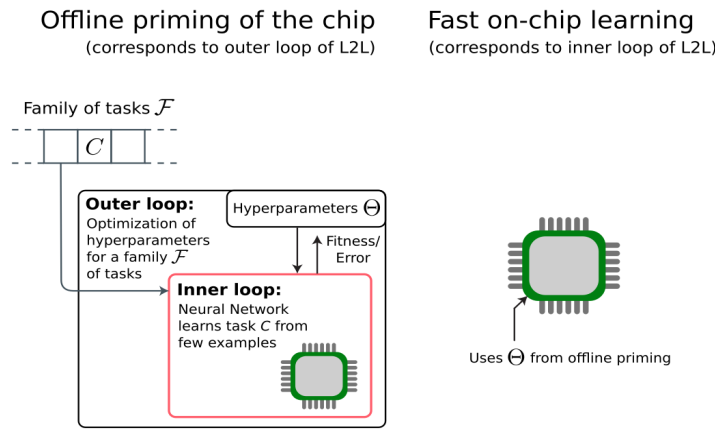 Offline priming of the chip
(corresponds to outer loop of L2L)
Fast on-chip learning
(corresponds to inner loop of L2L)
Family of tasks ℱ
C
Outer loop:
Optimization of
hyperparameters
for a family ℱ
of tasks
Hyperparameters Θ
Fitness/
Error
Inner loop:
Neural Network
learns task C from
few examples
Uses Θ from offline priming